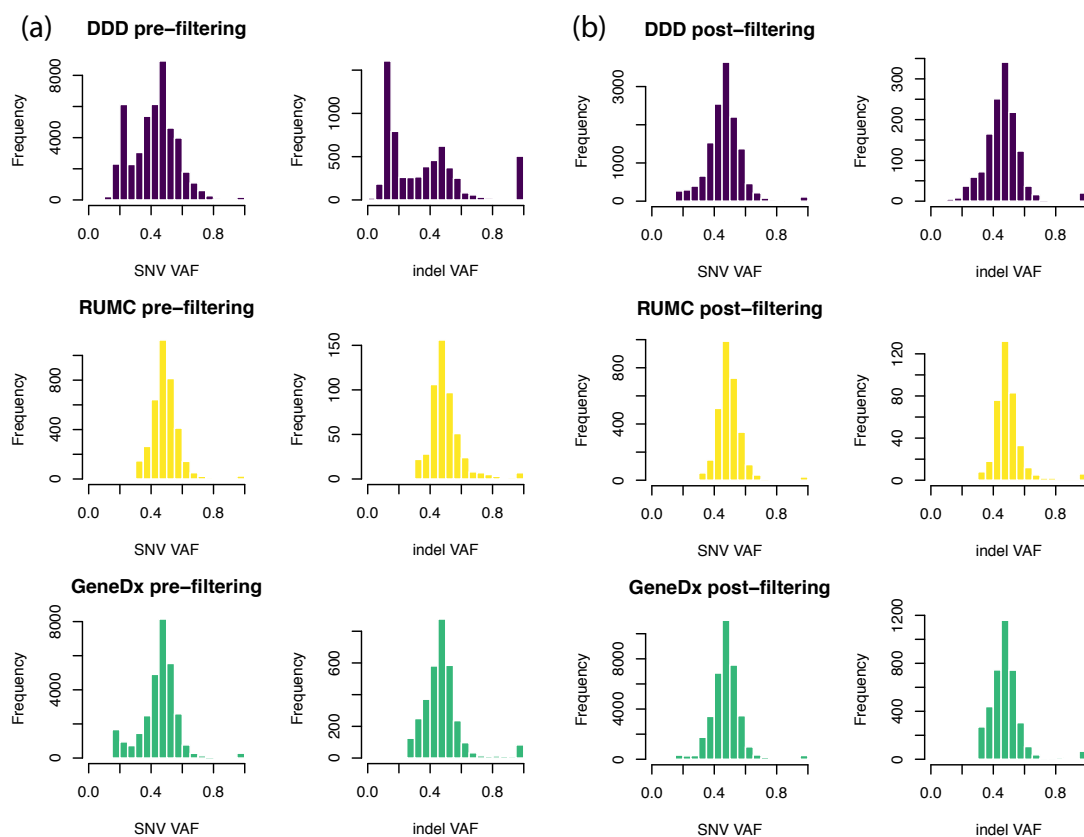 (a)
DDD pre−filtering
Frequency
0
4000
8000
0.0
0.4
0.8
SNV VAF
Frequency
0
500
1000
0.0
0.4
0.8
indel VAF
(b)
DDD post−filtering
Frequency
0
1000
3000
0.0
0.4
0.8
SNV VAF
Frequency
0
100
200
300
0.0
0.4
0.8
indel VAF
RUMC pre−filtering
Frequency
0
400
800
0.0
0.4
0.8
SNV VAF
Frequency
0
50
100
150
0.0
0.4
0.8
indel VAF
RUMC post−filtering
Frequency
0
400
800
0.0
0.4
0.8
SNV VAF
Frequency
0
40
80
120
0.0
0.4
0.8
indel VAF
GeneDx pre−filtering
Frequency
0
4000
8000
0.0
0.4
0.8
SNV VAF
Frequency
0
200
600
0.0
0.4
0.8
indel VAF
GeneDx post−filtering
Frequency
0
4000
8000
0.0
0.4
0.8
SNV VAF
Frequency
0
400
800
1200
0.0
0.4
0.8
indel VAF